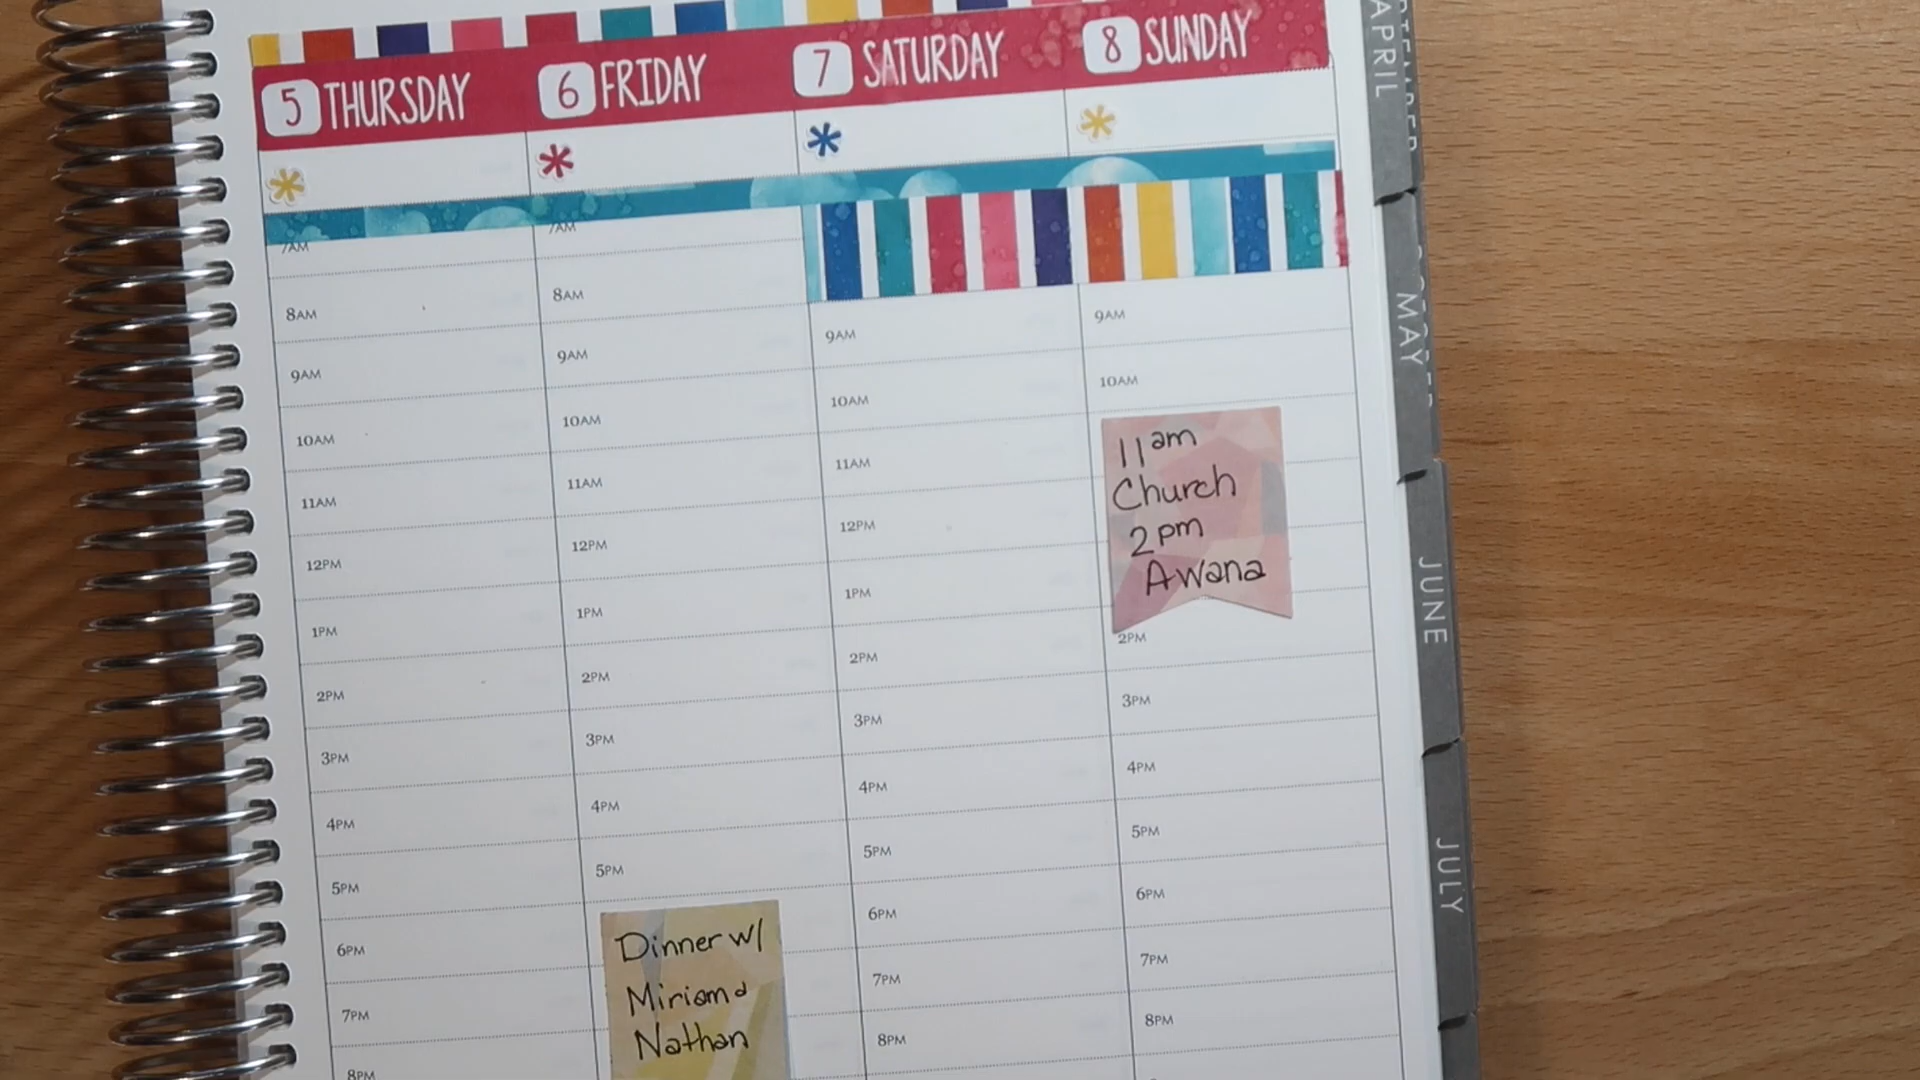 5 THURSDAY
6 FRIDAY
7 SATURDAY
8 SUNDAY
7AM
8AM
9AM
10AM
11AM
12PM
1PM
2PM
3PM
4PM
5PM
6PM
7PM
8PM
7AM
8AM
9AM
10AM
11AM
12PM
1PM
2PM
3PM
4PM
5PM
Dinner w/
Miriam &
Nathan
9AM
10AM
11AM
12PM
1PM
2PM
3PM
4PM
5PM
6PM
7PM
8PM
9AM
10AM
11am
Church
2pm
Awana
2PM
3PM
4PM
5PM
6PM
7PM
8PM
APRIL
MAY
JUNE
JULY